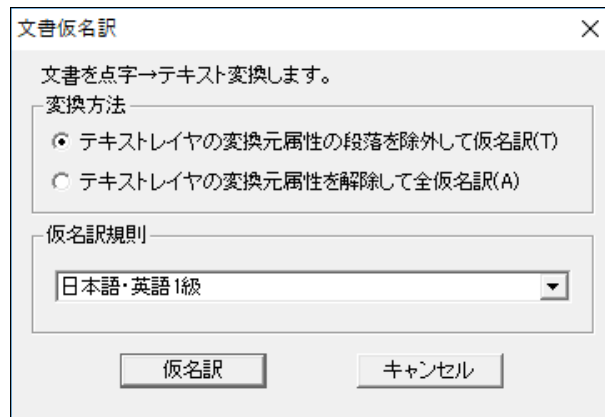 文書仮名訳
文書を点字→テキスト変換します。
変換方法
テキストレイヤの変換元属性の段落を除外して仮名訳(T)
テキストレイヤの変換元属性を解除して全仮名訳(A)
仮名訳規則
日本語・英語1級
仮名訳 キャンセル